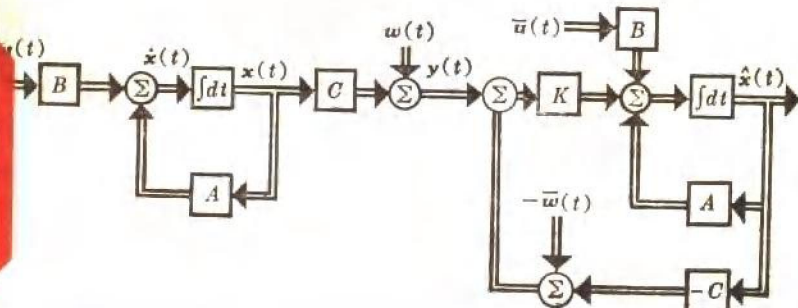 w(t) ū(t) B
(t) B Σ ẋ(t) ∫dt x(t) C Σ y(t) Σ K Σ ∫dt x̂(t)
A A
−w̄(t)
Σ −C